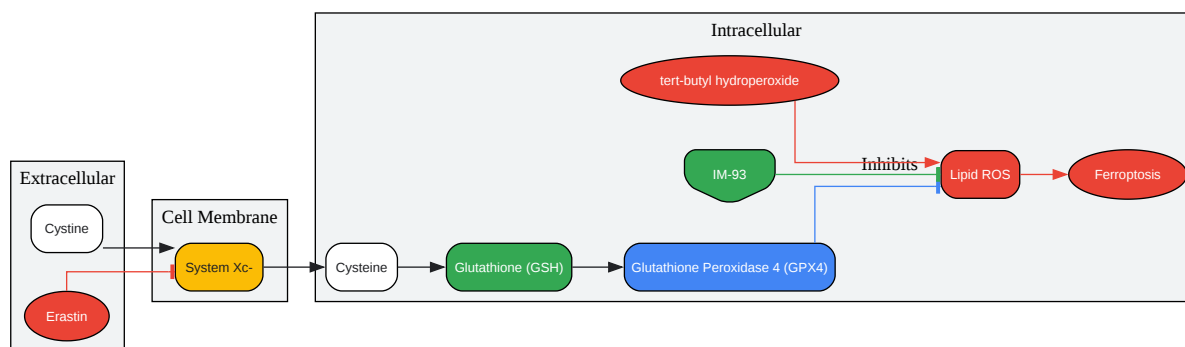 Intracellular
tert-butyl hydroperoxide
Extracellular
Cystine
Erastin
Cell Membrane
System Xc-
IM-93
Inhibits
Lipid ROS
Ferroptosis
Cysteine
Glutathione (GSH)
Glutathione Peroxidase 4 (GPX4)